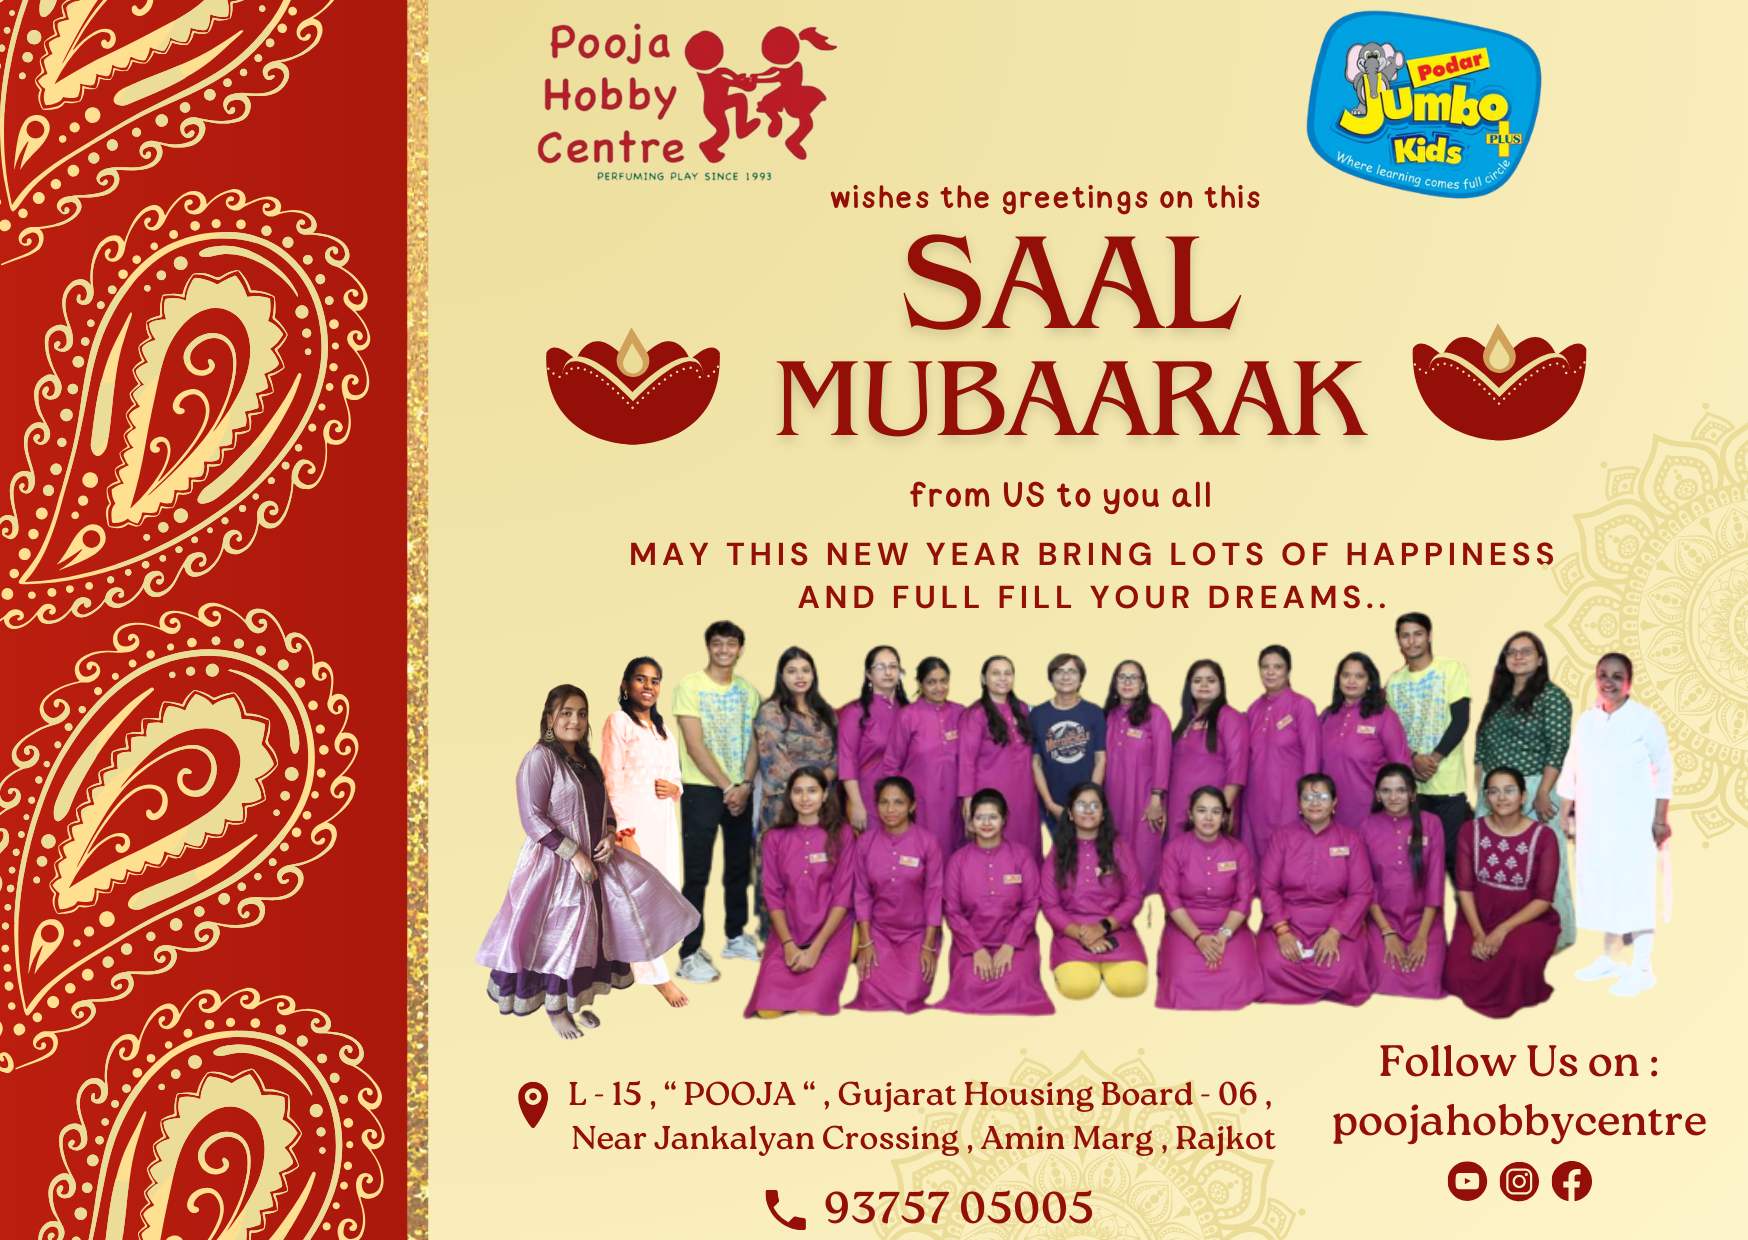 Pooja
Hobby
Centre
PERFUMING PLAY SINCE 1993
Podar
Jumbo
Kids
PLUS
Where learning comes full circle
wishes the greetings on this
SAAL
MUBAARAK
from US to you all
MAY THIS NEW YEAR BRING LOTS OF HAPPINESS
AND FULL FILL YOUR DREAMS..
L - 15 , “ POOJA “ , Gujarat Housing Board - 06 ,
Near Jankalyan Crossing , Amin Marg , Rajkot
93757 05005
Follow Us on :
poojahobbycentre